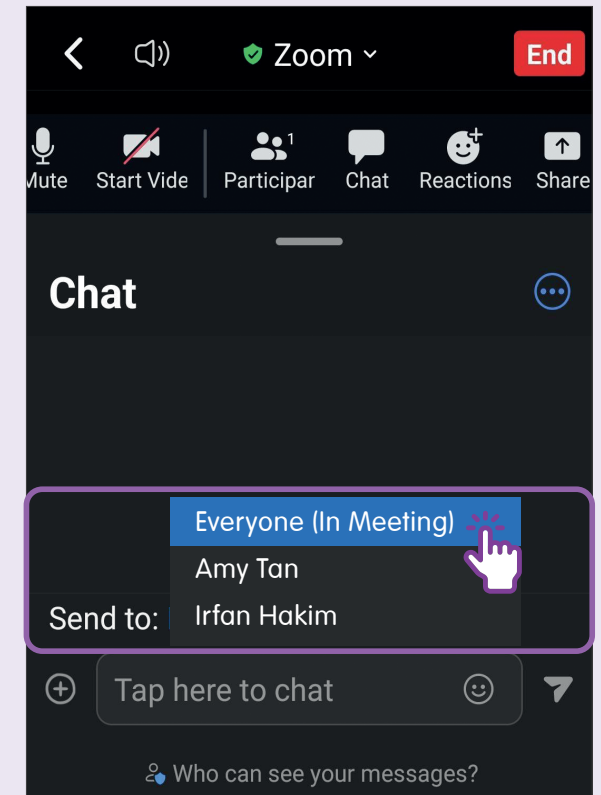 Zoom
End
Mute Start Vide Participar 1 Chat Reactions Share
Chat
Everyone (In Meeting)
Amy Tan
Send to: Irfan Hakim
Tap here to chat
Who can see your messages?